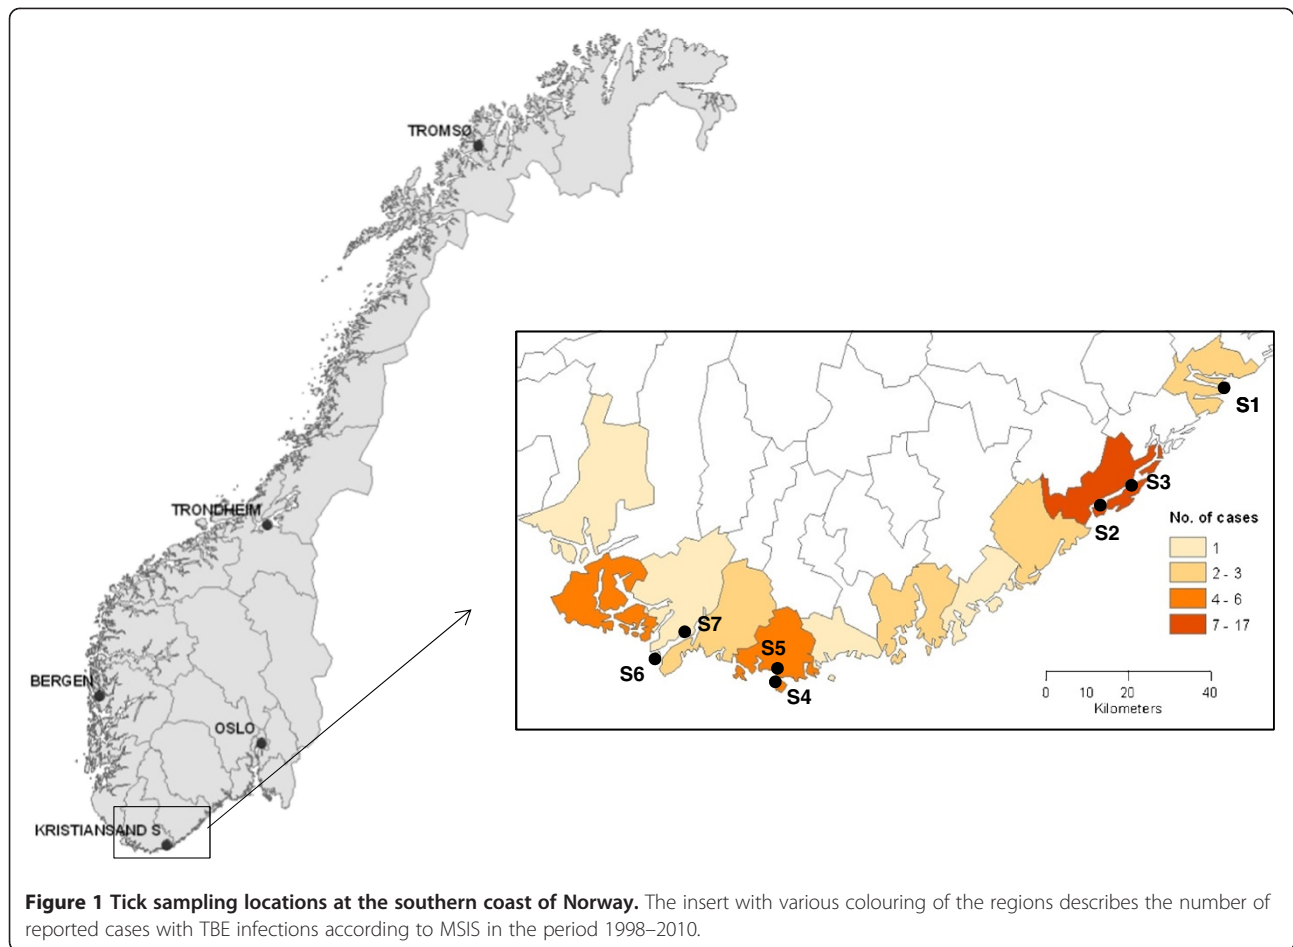 TROMSØ
TRONDHEIM
BERGEN
OSLO
KRISTIANSAND S
S1
S3
S2
No. of cases
1
2 - 3
4 - 6
7 - 17
S7
S5
S6
S4
0 20 40
Kilometers
Figure 1 Tick sampling locations at the southern coast of Norway. The insert with various colouring of the regions describes the number of
reported cases with TBE infections according to MSIS in the period 1998–2010.